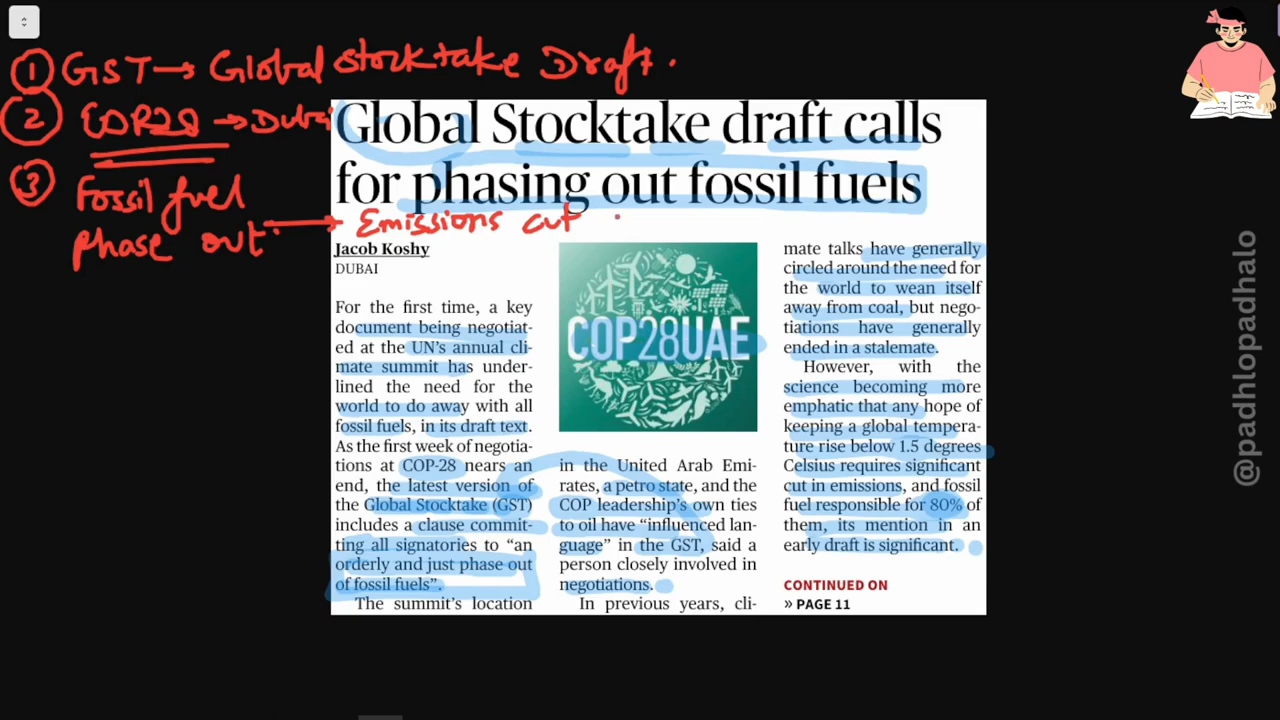 ① GST → Global stocktake Draft.
② COP28 → Dubai
③ Fossil fuel
phase out. → Emissions cut
Global Stocktake draft calls
for phasing out fossil fuels
Jacob Koshy
DUBAI
For the first time, a key
document being negotiat-
ed at the UN's annual cli-
mate summit has under-
lined the need for the
world to do away with all
fossil fuels, in its draft text.
As the first week of negotia-
tions at COP-28 nears an
end, the latest version of
the Global Stocktake (GST)
includes a clause commit-
ting all signatories to “an
orderly and just phase out
of fossil fuels”.
The summit's location
COP28UAE
in the United Arab Emi-
rates, a petro state, and the
COP leadership's own ties
to oil have “influenced lan-
guage” in the GST, said a
person closely involved in
negotiations.
In previous years, cli-
mate talks have generally
circled around the need for
the world to wean itself
away from coal, but nego-
tiations have generally
ended in a stalemate.
However, with the
science becoming more
emphatic that any hope of
keeping a global tempera-
ture rise below 1.5 degrees
Celsius requires significant
cut in emissions, and fossil
fuel responsible for 80% of
them, its mention in an
early draft is significant.
CONTINUED ON
» PAGE 11
@padhlopadhalo